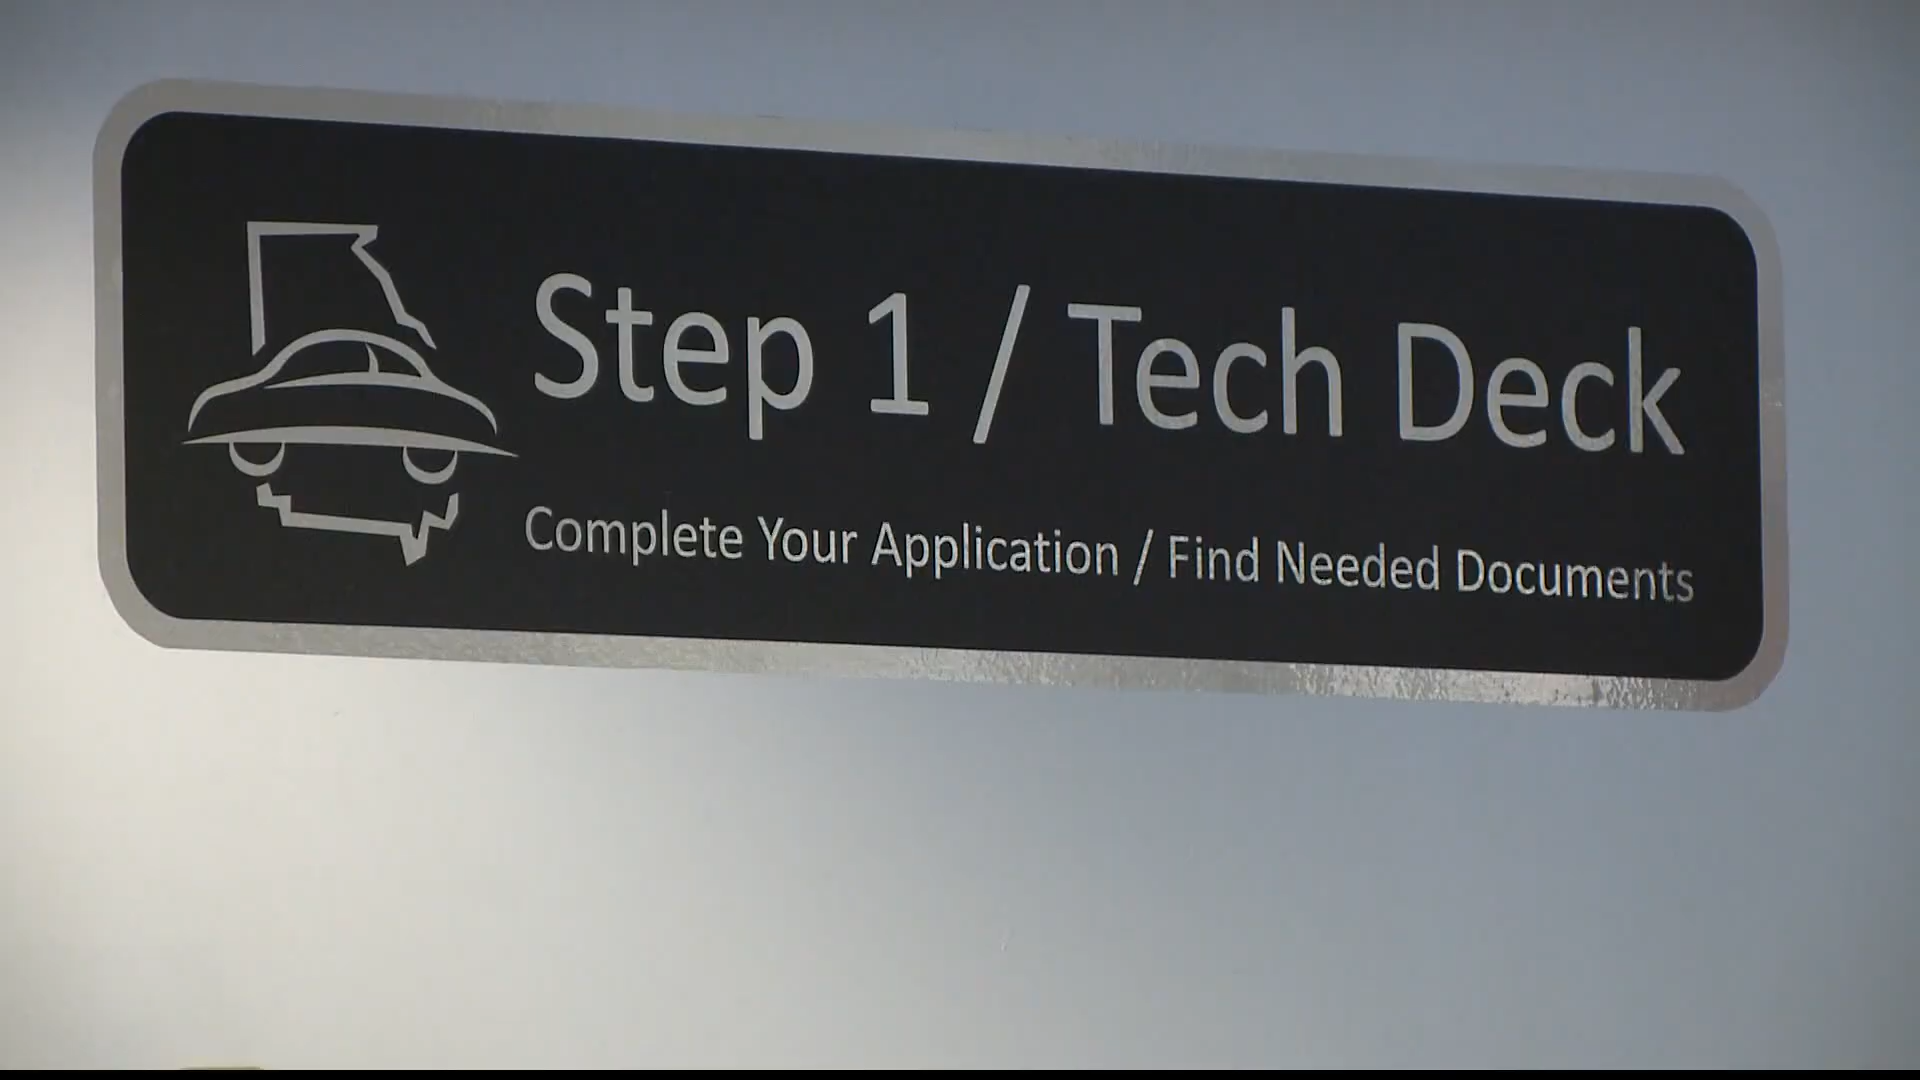 Step 1 / Tech Deck
Complete Your Application / Find Needed Documents